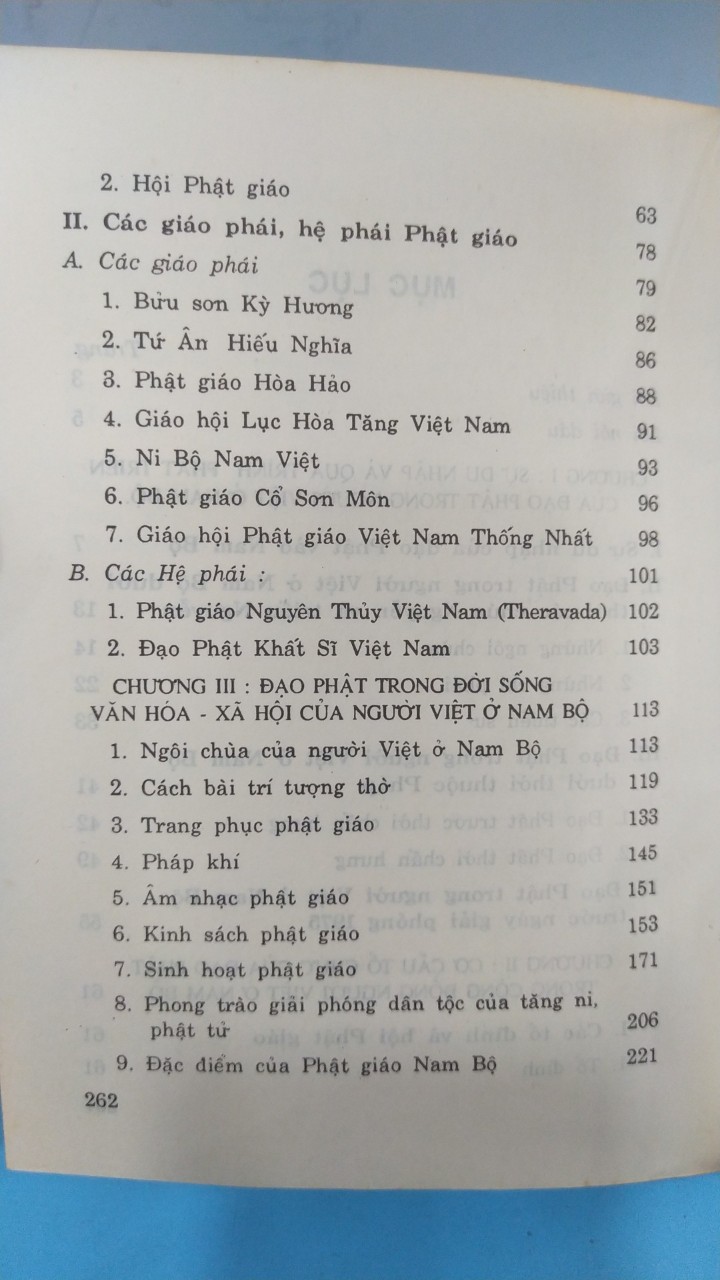 2. Hội Phật giáo 63
II. Các giáo phái, hệ phái Phật giáo 78
A. Các giáo phái 79
1. Bửu sơn Kỳ Hương 82
2. Tứ Ân Hiếu Nghĩa 86
3. Phật giáo Hòa Hảo 88
4. Giáo hội Lục Hòa Tăng Việt Nam 91
5. Ni Bộ Nam Việt 93
6. Phật giáo Cổ Sơn Môn 96
7. Giáo hội Phật giáo Việt Nam Thống Nhất 98
B. Các Hệ phái : 101
1. Phật giáo Nguyên Thủy Việt Nam (Theravada) 102
2. Đạo Phật Khất Sĩ Việt Nam 103
CHƯƠNG III : ĐẠO PHẬT TRONG ĐỜI SỐNG
VĂN HÓA - XÃ HỘI CỦA NGƯỜI VIỆT Ở NAM BỘ 113
1. Ngôi chùa của người Việt ở Nam Bộ 113
2. Cách bài trí tượng thờ 119
3. Trang phục phật giáo 133
4. Pháp khí 145
5. Âm nhạc phật giáo 151
6. Kinh sách phật giáo 153
7. Sinh hoạt phật giáo 171
8. Phong trào giải phóng dân tộc của tăng ni,
phật tử 206
9. Đặc điểm của Phật giáo Nam Bộ 221
262